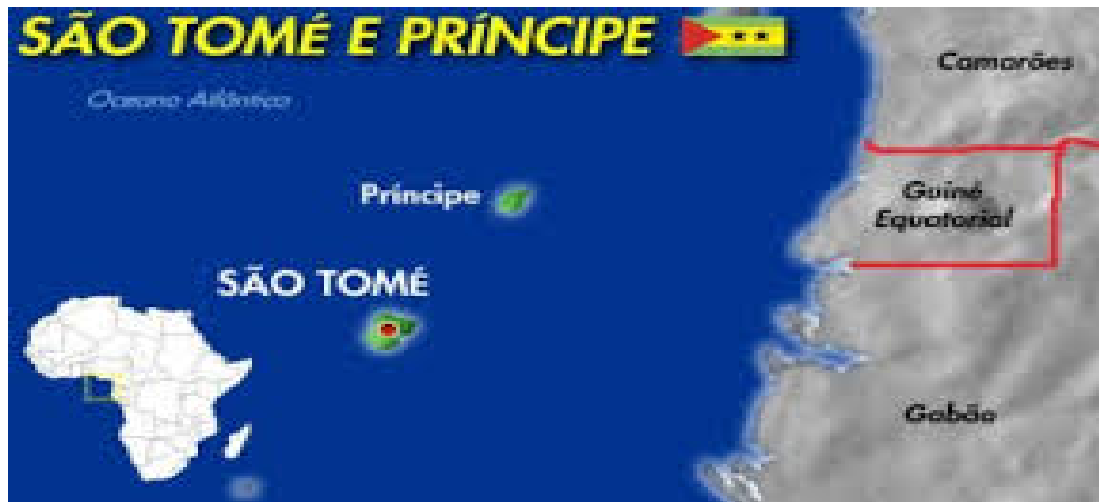 SÃO TOMÉ E PRÍNCIPE
Camarões
Oceano Atlântico
Príncipe
Guiné
Equatorial
SÃO TOMÉ
Gabão